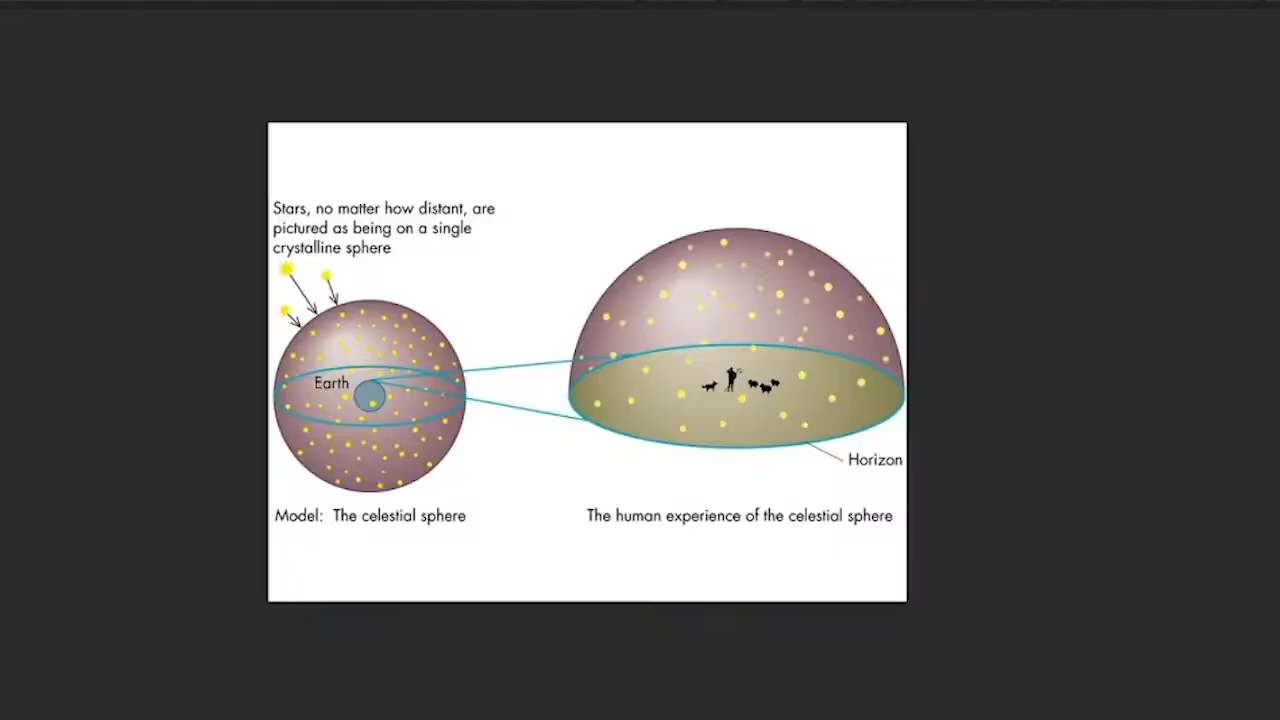 Stars, no matter how distant, are
pictured as being on a single
crystalline sphere
Earth
Horizon
Model: The celestial sphere
The human experience of the celestial sphere